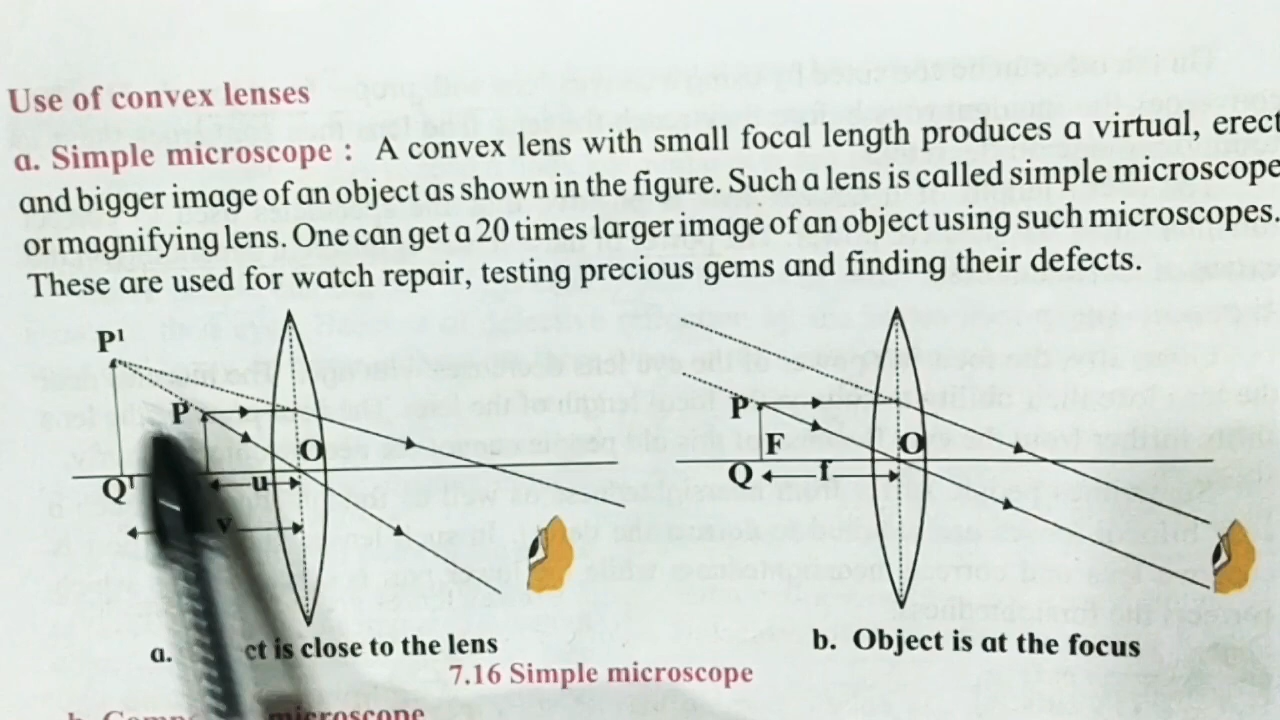 Use of convex lenses
a. Simple microscope : A convex lens with small focal length produces a virtual, erect
and bigger image of an object as shown in the figure. Such a lens is called simple microscope
or magnifying lens. One can get a 20 times larger image of an object using such microscopes.
These are used for watch repair, testing precious gems and finding their defects.
P¹
P
O
Q¹
u
v
P
F
O
Q
f
a. ct is close to the lens
b. Object is at the focus
7.16 Simple microscope
microscope